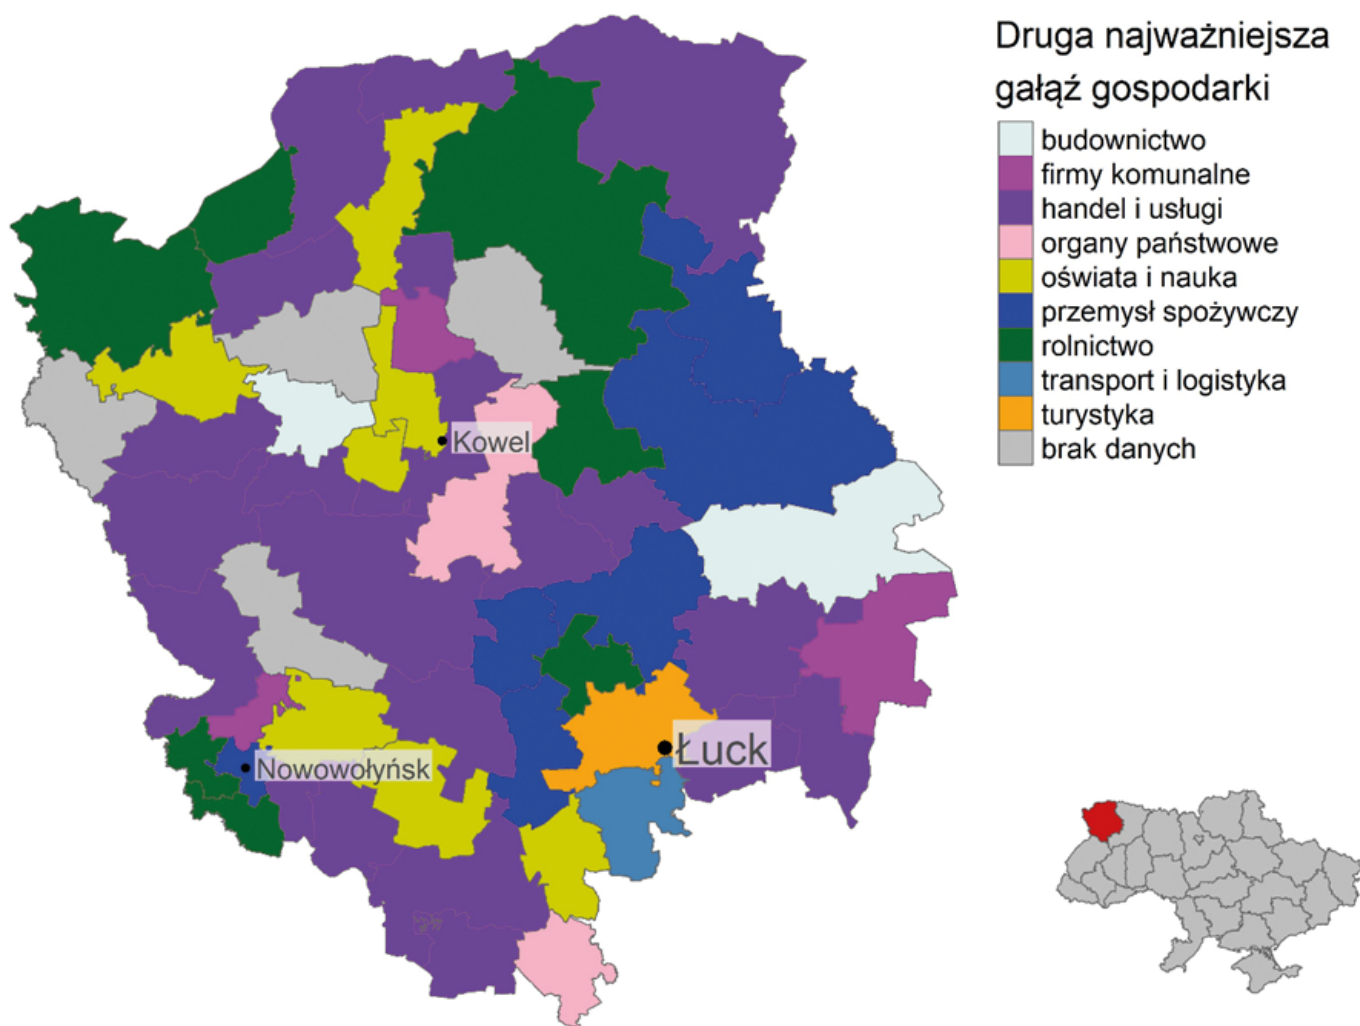 Druga najważniejsza
gałąź gospodarki
budownictwo
firmy komunalne
handel i usługi
organy państwowe
oświata i nauka
przemysł spożywczy
rolnictwo
transport i logistyka
turystyka
brak danych
Kowel
Łuck
Nowowołyńsk